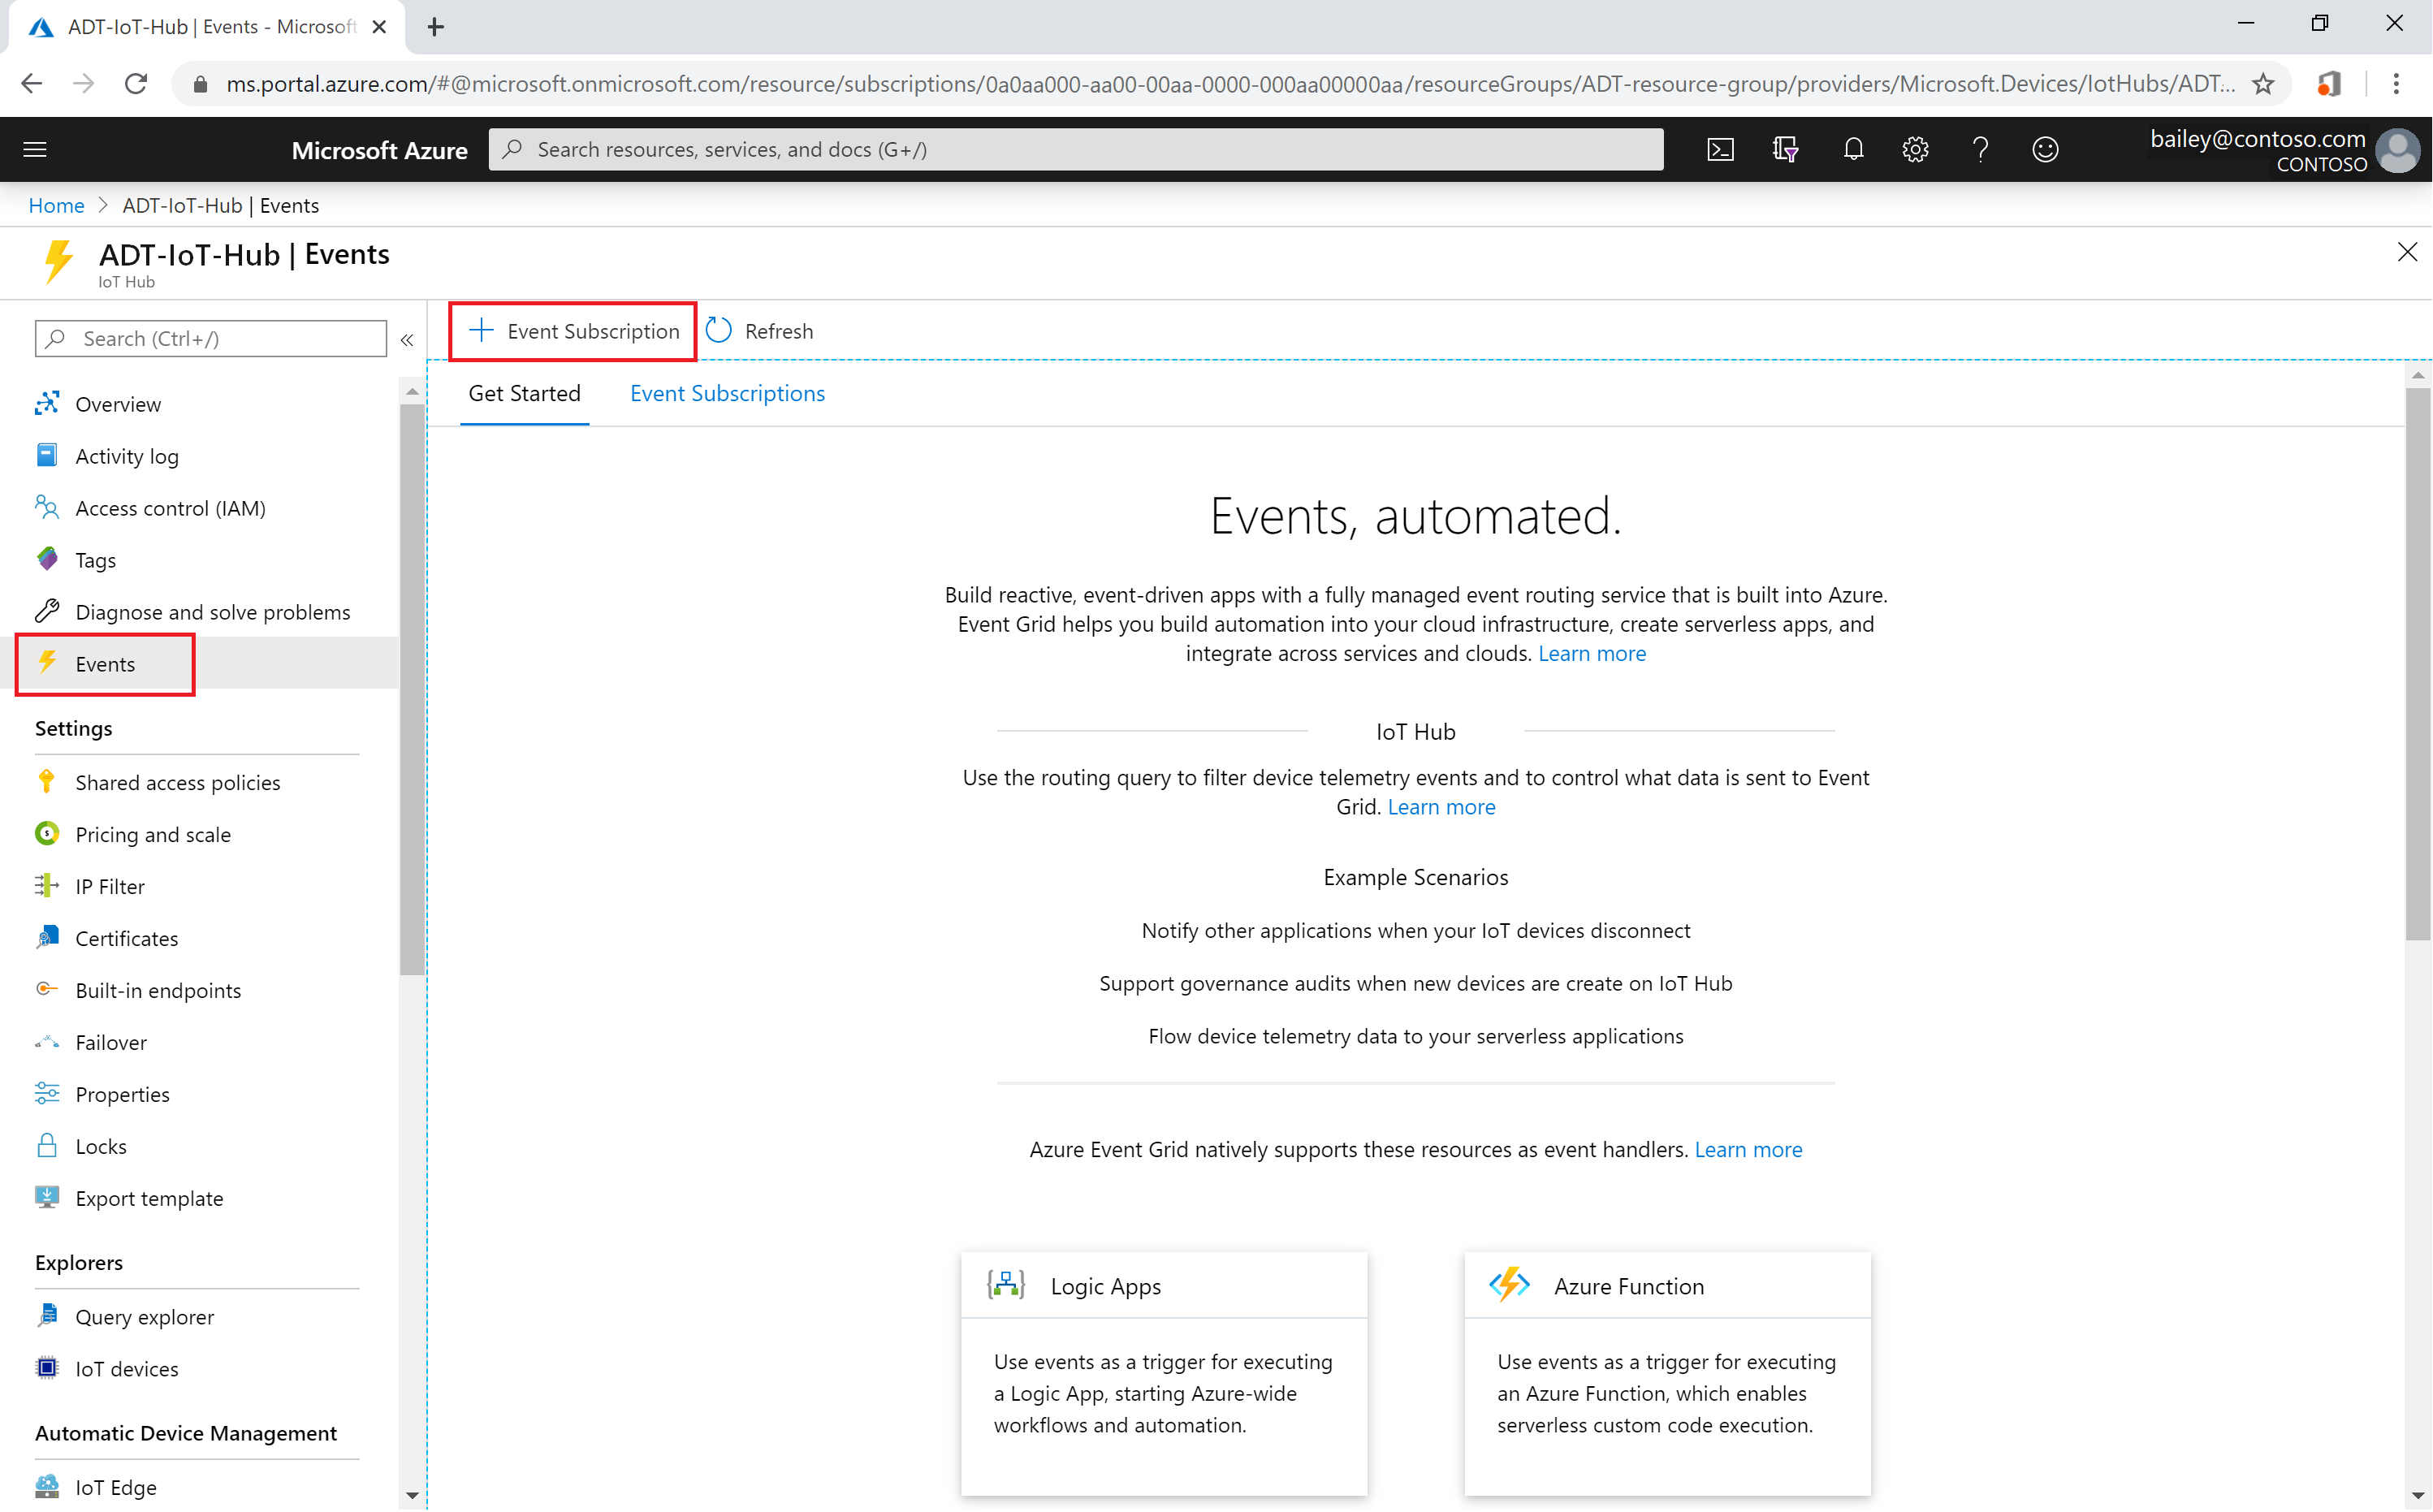 ADT-IoT-Hub | Events - Microsoft
ms.portal.azure.com/#@microsoft.onmicrosoft.com/resource/subscriptions/0a0aa000-aa00-00aa-0000-000aa00000aa/resourceGroups/ADT-resource-group/providers/Microsoft.Devices/IotHubs/ADT...
Microsoft Azure
Search resources, services, and docs (G+/)
bailey@contoso.com
CONTOSO
Home > ADT-IoT-Hub | Events
ADT-IoT-Hub | Events
IoT Hub
Search (Ctrl+/)
«
Overview
Activity log
Access control (IAM)
Tags
Diagnose and solve problems
Events
Settings
Shared access policies
Pricing and scale
IP Filter
Certificates
Built-in endpoints
Failover
Properties
Locks
Export template
Explorers
Query explorer
IoT devices
Automatic Device Management
IoT Edge
Event Subscription
Refresh
Get Started
Event Subscriptions
Events, automated.
Build reactive, event-driven apps with a fully managed event routing service that is built into Azure.
Event Grid helps you build automation into your cloud infrastructure, create serverless apps, and
integrate across services and clouds. Learn more
IoT Hub
Use the routing query to filter device telemetry events and to control what data is sent to Event
Grid. Learn more
Example Scenarios
Notify other applications when your IoT devices disconnect
Support governance audits when new devices are create on IoT Hub
Flow device telemetry data to your serverless applications
Azure Event Grid natively supports these resources as event handlers. Learn more
Logic Apps
Use events as a trigger for executing
a Logic App, starting Azure-wide
workflows and automation.
Azure Function
Use events as a trigger for executing
an Azure Function, which enables
serverless custom code execution.